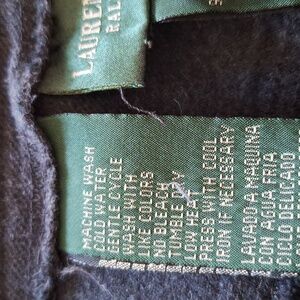 LAUREN
RALPH
MACHINE WASH
COLD WATER
GENTLE CYCLE
WASH WITH
LIKE COLORS
NO BLEACH
TUMBLE DRY
LOW HEAT
PRESS WITH COOL
IRON IF NECESSARY
LAVADO A MAQUINA
CON AGUA FRIA
CICLO DELICADO